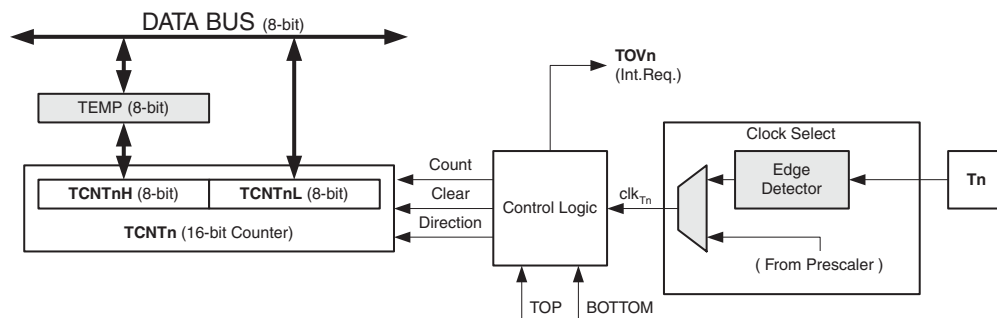 DATA BUS (8-bit)
TOVn
(Int.Req.)
TEMP (8-bit)
Clock Select
Count
Edge
Detector
Tn
TCNTnH (8-bit)
TCNTnL (8-bit)
Clear
Control Logic
clkTn
TCNTn (16-bit Counter)
Direction
( From Prescaler )
TOP
BOTTOM